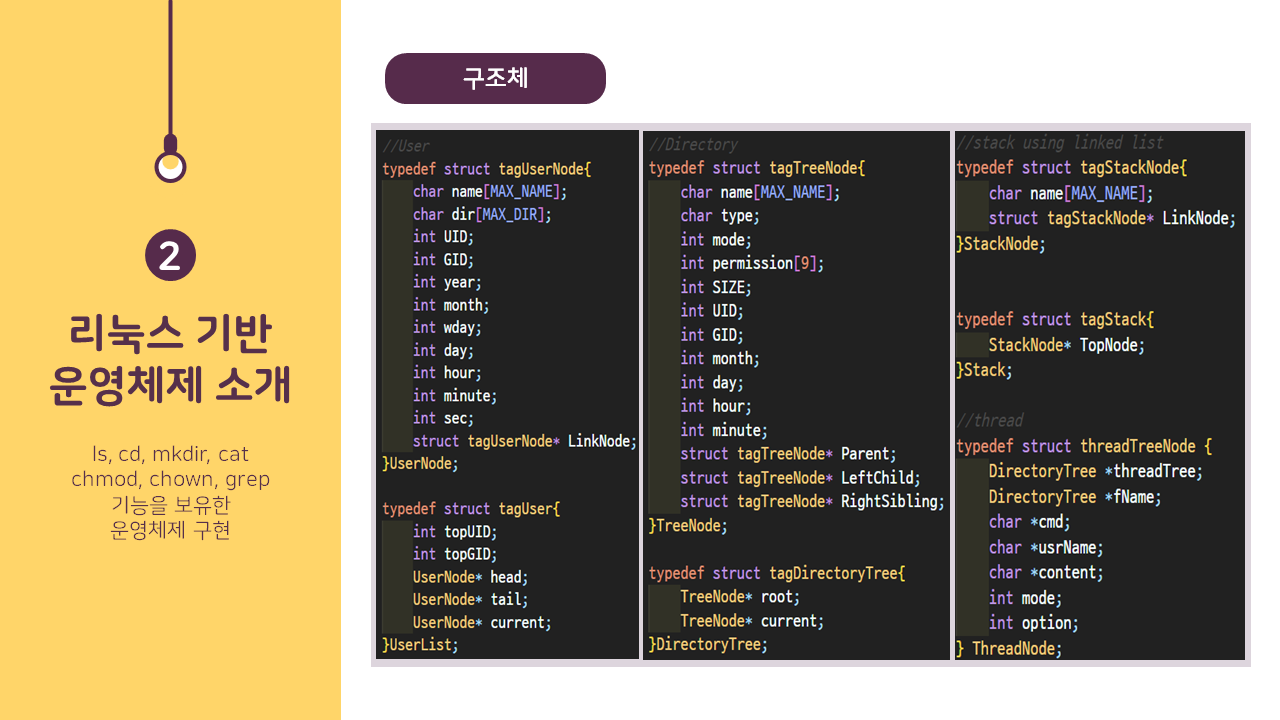 2
리눅스 기반
운영체제 소개
ls, cd, mkdir, cat
chmod, chown, grep
기능을 보유한
운영체제 구현
구조체
//User
typedef struct tagUserNode{
char name[MAX_NAME];
char dir[MAX_DIR];
int UID;
int GID;
int year;
int month;
int wday;
int day;
int hour;
int minute;
int sec;
struct tagUserNode* LinkNode;
}UserNode;
typedef struct tagUser{
int topUID;
int topGID;
UserNode* head;
UserNode* tail;
UserNode* current;
}UserList;
//Directory
typedef struct tagTreeNode{
char name[MAX_NAME];
char type;
int mode;
int permission[9];
int SIZE;
int UID;
int GID;
int month;
int day;
int hour;
int minute;
struct tagTreeNode* Parent;
struct tagTreeNode* LeftChild;
struct tagTreeNode* RightSibling;
}TreeNode;
typedef struct tagDirectoryTree{
TreeNode* root;
TreeNode* current;
}DirectoryTree;
//stack using linked list
typedef struct tagStackNode{
char name[MAX_NAME];
struct tagStackNode* LinkNode;
}StackNode;
typedef struct tagStack{
StackNode* TopNode;
}Stack;
//thread
typedef struct threadTreeNode {
DirectoryTree *threadTree;
DirectoryTree *fName;
char *cmd;
char *usrName;
char *content;
int mode;
int option;
} ThreadNode;